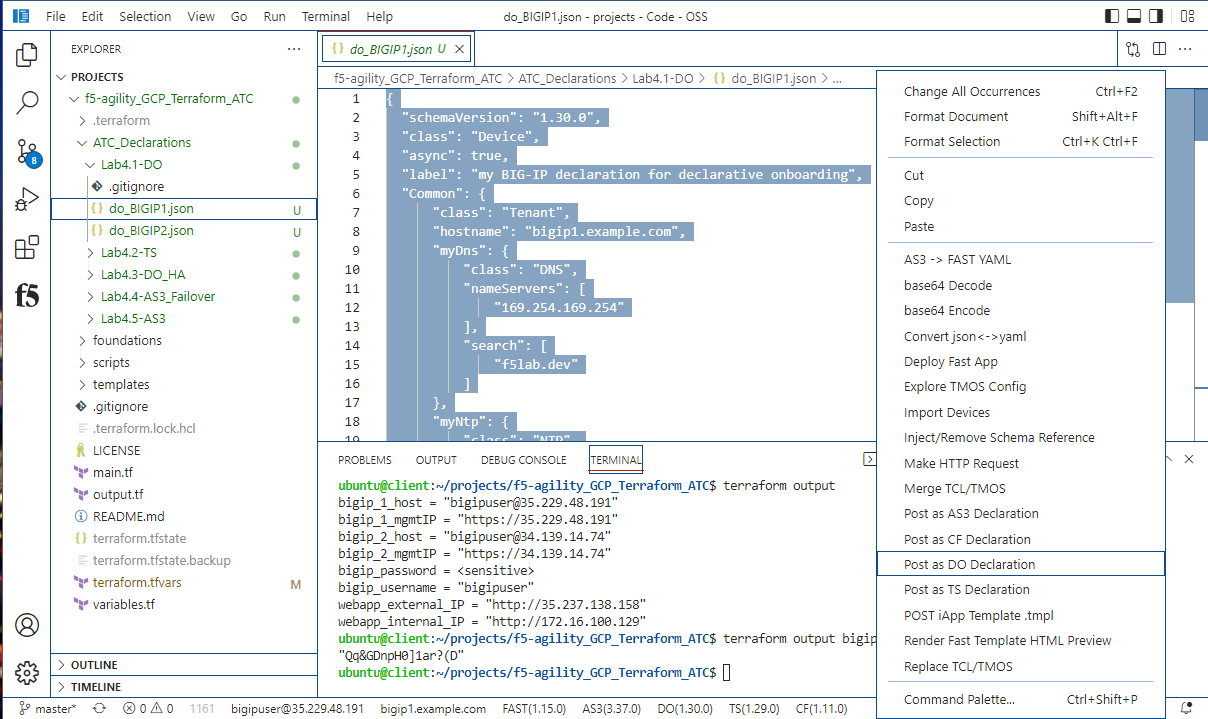 File Edit Selection View Go Run Terminal Help
do_BIGIP1.json - projects - Code - OSS
EXPLORER
PROJECTS
f5-agility_GCP_Terraform_ATC
.terraform
ATC_Declarations
Lab4.1-DO
.gitignore
do_BIGIP1.json U
do_BIGIP2.json U
Lab4.2-TS
Lab4.3-DO_HA
Lab4.4-AS3_Failover
Lab4.5-AS3
foundations
scripts
templates
.gitignore
.terraform.lock.hcl
LICENSE
main.tf
output.tf
README.md
terraform.tfstate
terraform.tfstate.backup
terraform.tfvars M
variables.tf
OUTLINE
TIMELINE
8
f5
{} do_BIGIP1.json U
f5-agility_GCP_Terraform_ATC > ATC_Declarations > Lab4.1-DO > {} do_BIGIP1.json > ...
1 {
2 "schemaVersion": "1.30.0",
3 "class": "Device",
4 "async": true,
5 "label": "my BIG-IP declaration for declarative onboarding",
6 "Common": {
7 "class": "Tenant",
8 "hostname": "bigip1.example.com",
9 "myDns": {
10 "class": "DNS",
11 "nameServers": [
12 "169.254.169.254"
13 ],
14 "search": [
15 "f5lab.dev"
16 ]
17 },
18 "myNtp": {
19 "class": "NTP",
PROBLEMS OUTPUT DEBUG CONSOLE TERMINAL
ubuntu@client:~/projects/f5-agility_GCP_Terraform_ATC$ terraform output
bigip_1_host = "bigipuser@35.229.48.191"
bigip_1_mgmtIP = "https://35.229.48.191"
bigip_2_host = "bigipuser@34.139.14.74"
bigip_2_mgmtIP = "https://34.139.14.74"
bigip_password = <sensitive>
bigip_username = "bigipuser"
webapp_external_IP = "http://35.237.138.158"
webapp_internal_IP = "http://172.16.100.129"
ubuntu@client:~/projects/f5-agility_GCP_Terraform_ATC$ terraform output bigip
"Qq&GDnpH0]1ar?(D"
ubuntu@client:~/projects/f5-agility_GCP_Terraform_ATC$
Change All Occurrences Ctrl+F2
Format Document Shift+Alt+F
Format Selection Ctrl+K Ctrl+F
Cut
Copy
Paste
AS3 -> FAST YAML
base64 Decode
base64 Encode
Convert json<->yaml
Deploy Fast App
Explore TMOS Config
Import Devices
Inject/Remove Schema Reference
Make HTTP Request
Merge TCL/TMOS
Post as AS3 Declaration
Post as CF Declaration
Post as DO Declaration
Post as TS Declaration
POST iApp Template .tmpl
Render Fast Template HTML Preview
Replace TCL/TMOS
Command Palette... Ctrl+Shift+P
master* 0 0 1161 bigipuser@35.229.48.191 bigip1.example.com FAST(1.15.0) AS3(3.37.0) DO(1.30.0) TS(1.29.0) CF(1.11.0)